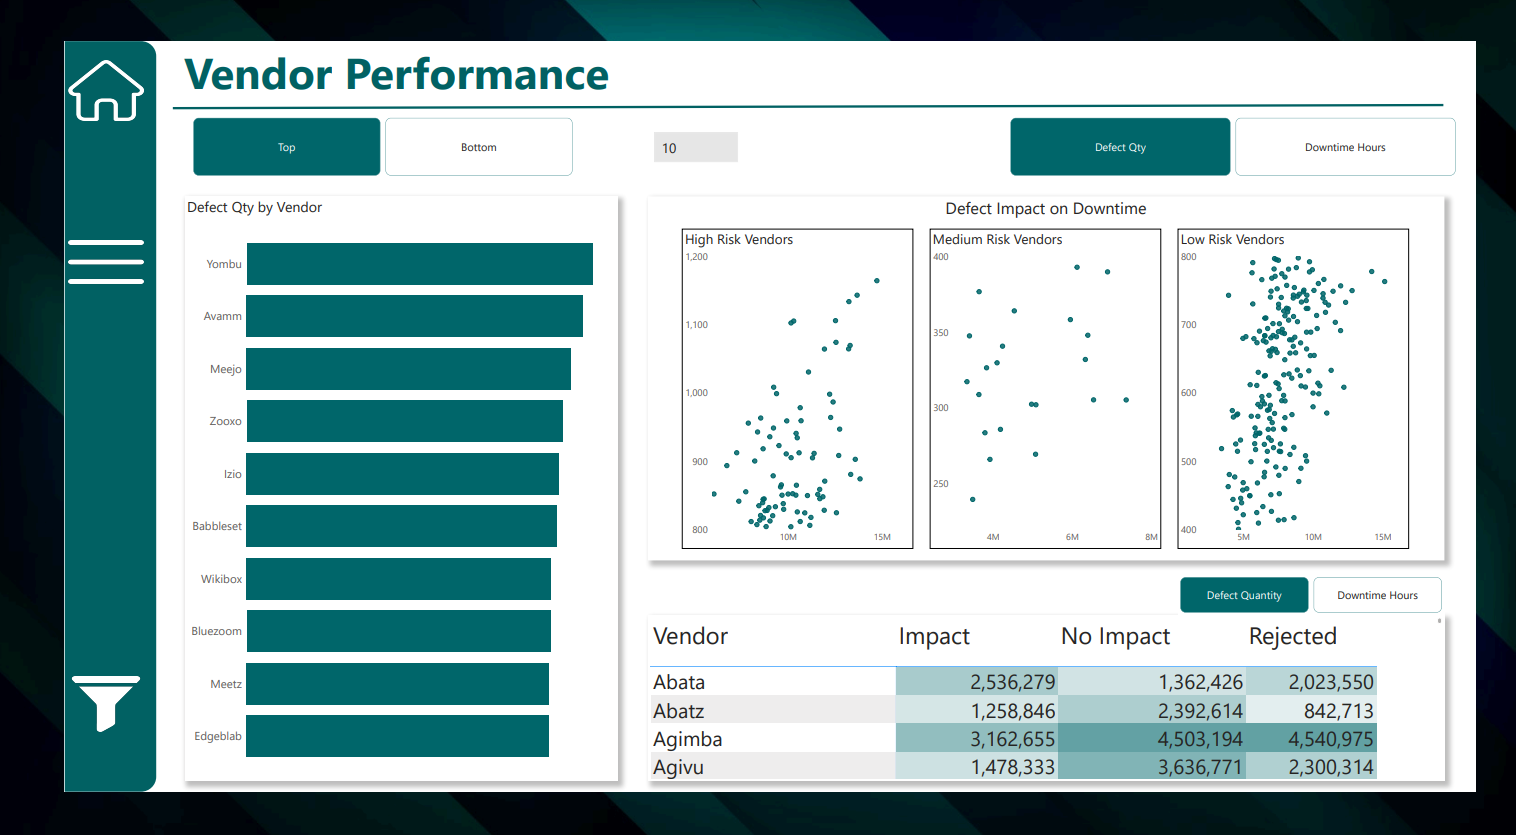 Vendor Performance
Top
Bottom
10
Defect Qty
Downtime Hours
Defect Qty by Vendor
Yombu
Avamm
Meejo
Zooxo
Izio
Babbleset
Wikibox
Bluezoom
Meetz
Edgeblab
Defect Impact on Downtime
High Risk Vendors
1,200
1,100
1,000
900
800
10M 15M
Medium Risk Vendors
400
350
300
250
4M 6M 8M
Low Risk Vendors
800
700
600
500
400
5M 10M 15M
Defect Quantity
Downtime Hours
Vendor Impact No Impact Rejected
Abata 2,536,279 1,362,426 2,023,550
Abatz 1,258,846 2,392,614 842,713
Agimba 3,162,655 4,503,194 4,540,975
Agivu 1,478,333 3,636,771 2,300,314